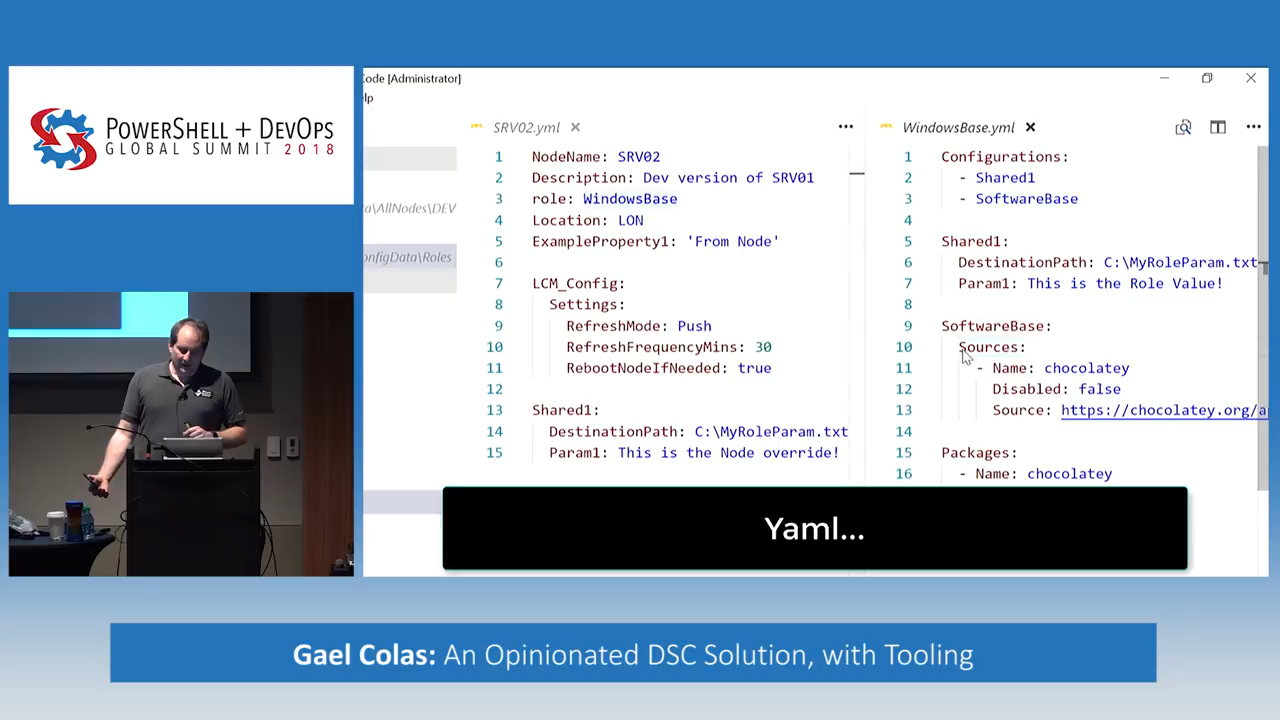 POWERSHELL + DEVOPS
GLOBAL SUMMIT 2018
Code [Administrator]
lp
SRV02.yml
a\AllNodes\DEV
onfigData\Roles
1 NodeName: SRV02
2 Description: Dev version of SRV01
3 role: WindowsBase
4 Location: LON
5 ExampleProperty1: 'From Node'
6
7 LCM_Config:
8 Settings:
9 RefreshMode: Push
10 RefreshFrequencyMins: 30
11 RebootNodeIfNeeded: true
12
13 Shared1:
14 DestinationPath: C:\MyRoleParam.txt
15 Param1: This is the Node override!
WindowsBase.yml
1 Configurations:
2 - Shared1
3 - SoftwareBase
4
5 Shared1:
6 DestinationPath: C:\MyRoleParam.txt
7 Param1: This is the Role Value!
8
9 SoftwareBase:
10 Sources:
11 - Name: chocolatey
12 Disabled: false
13 Source: https://chocolatey.org/a
14
15 Packages:
16 - Name: chocolatey
Yaml...
Gael Colas: An Opinionated DSC Solution, with Tooling